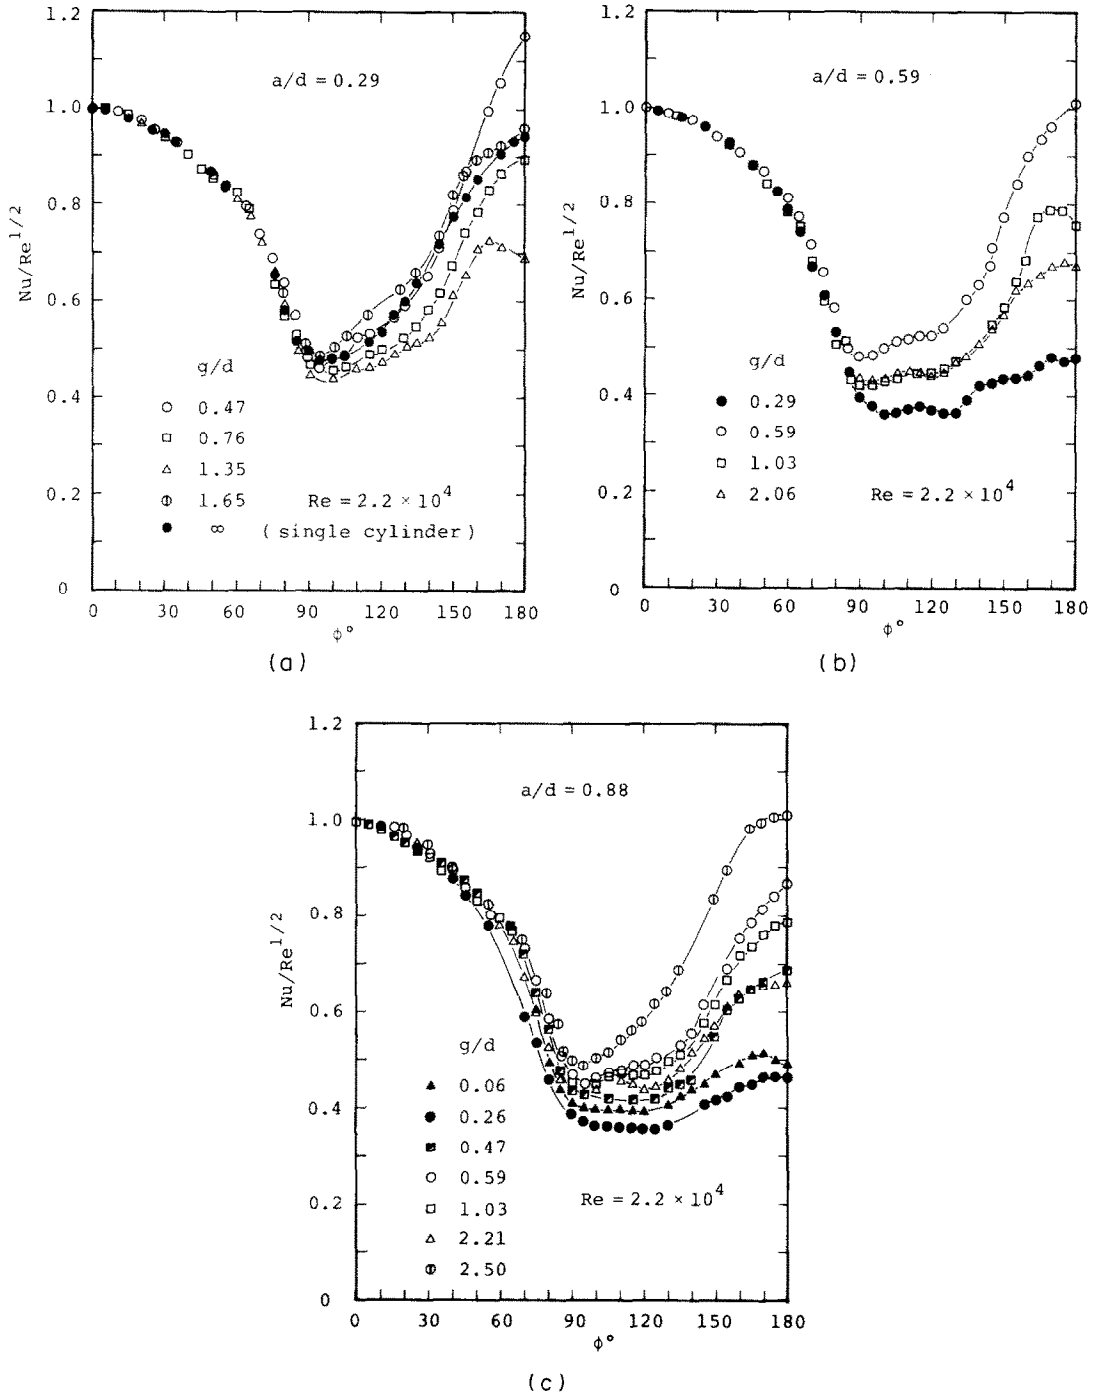 1.2
1.0
0.8
0.6
0.4
0.2
0
Nu/Re^1/2
a/d = 0.29
g/d
0.47
0.76
1.35
1.65
∞ (single cylinder)
Re = 2.2 × 10^4
0 30 60 90 120 150 180
φ°
(a)
1.2
1.0
0.8
0.6
0.4
0.2
0
Nu/Re^1/2
a/d = 0.59
g/d
0.29
0.59
1.03
2.06
Re = 2.2 × 10^4
0 30 60 90 120 150 180
φ°
(b)
1.2
1.0
0.8
0.6
0.4
0.2
0
Nu/Re^1/2
a/d = 0.88
g/d
0.06
0.26
0.47
0.59
1.03
2.21
2.50
Re = 2.2 × 10^4
0 30 60 90 120 150 180
φ°
(c)